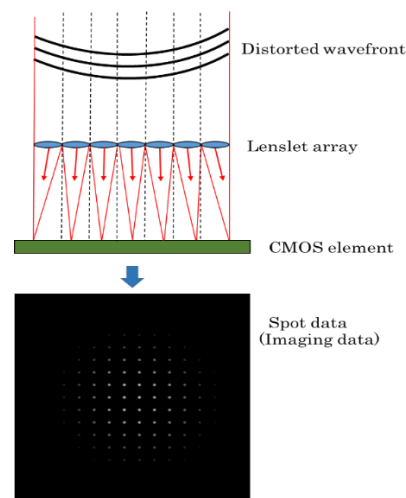 Distorted wavefront
Lenslet array
CMOS element
Spot data
(Imaging data)